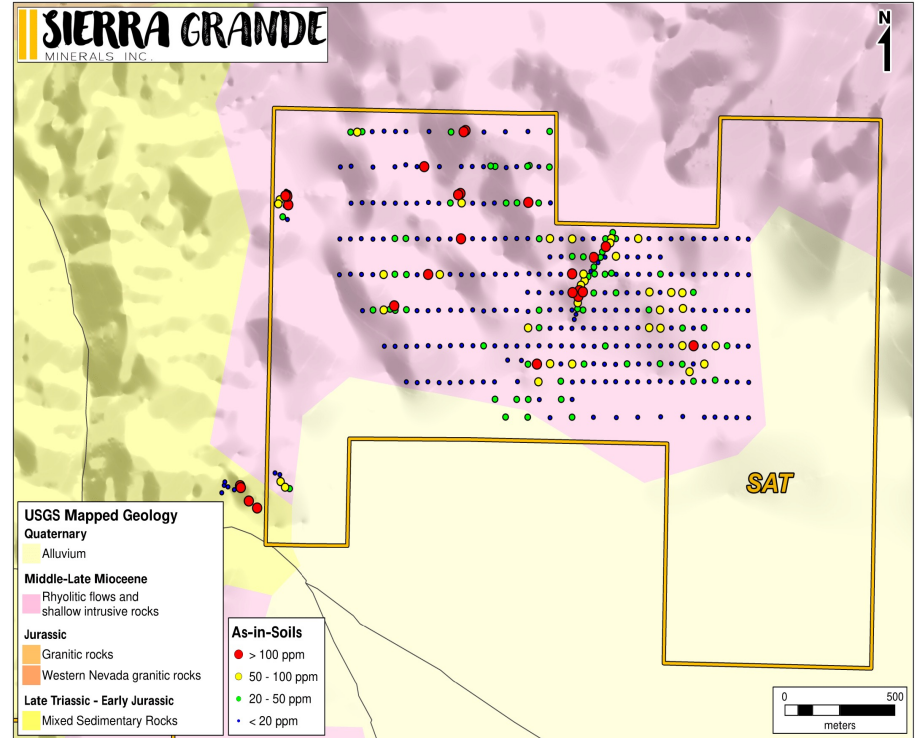 SIERRA GRANDE
MINERALS INC.
N
SAT
USGS Mapped Geology
Quaternary
Alluvium
Middle-Late Miocene
Rhyolitic flows and
shallow intrusive rocks
Jurassic
Granitic rocks
Western Nevada granitic rocks
Late Triassic - Early Jurassic
Mixed Sedimentary Rocks
As-in-Soils
> 100 ppm
50 - 100 ppm
20 - 50 ppm
< 20 ppm
0 500
meters